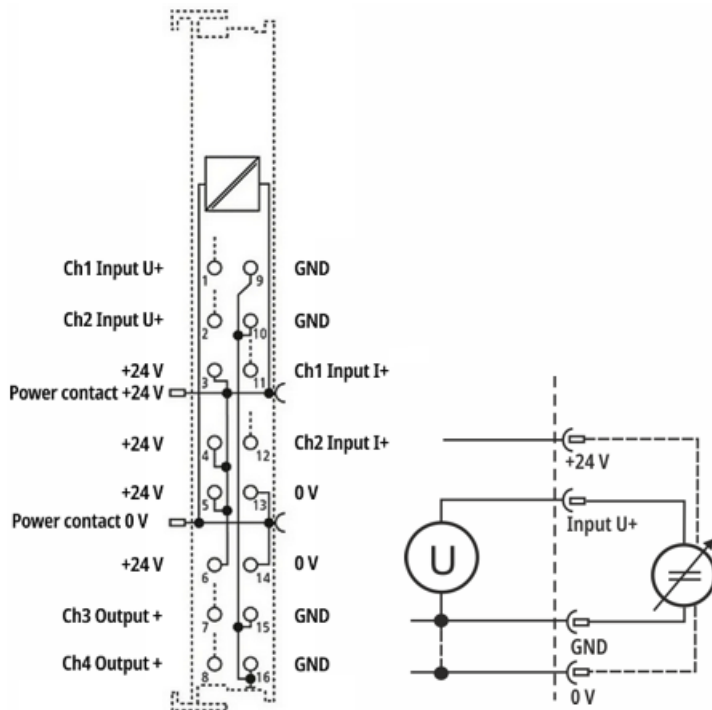 Ch1 Input U+
1
9
GND
Ch2 Input U+
2
10
GND
+24 V
3
11
Ch1 Input I+
Power contact +24 V
+24 V
4
12
Ch2 Input I+
+24 V
5
13
0 V
Power contact 0 V
+24 V
6
14
0 V
Ch3 Output +
7
15
GND
Ch4 Output +
8
16
GND
+24 V
Input U+
U
GND
0 V